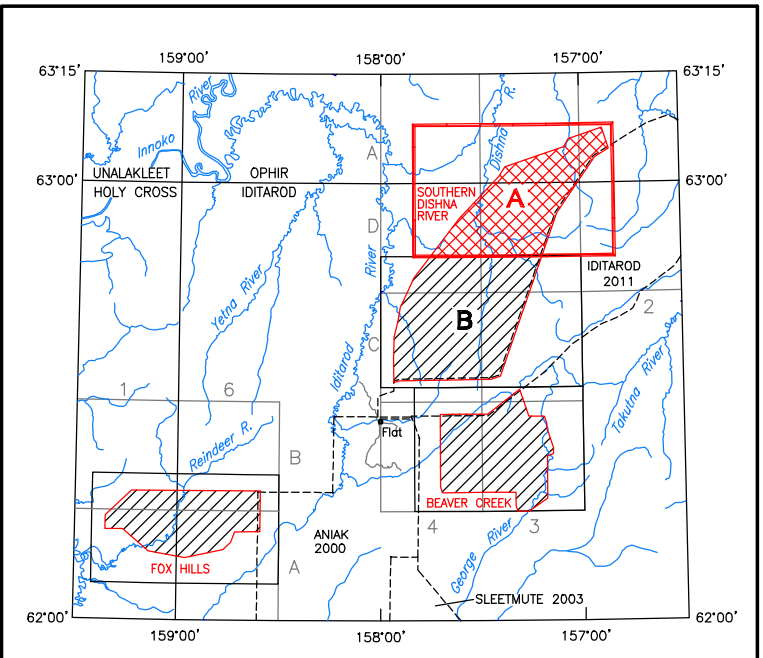 159°00'
158°00'
157°00'
63°15'
63°15'
River
Innoko
Dishna
R.
A
UNALAKLEET
OPHIR
HOLY CROSS
IDITAROD
63°00'
63°00'
SOUTHERN
DISHNA
RIVER
A
D
River
Yetna River
IDITAROD
2011
B
2
C
Iditarod
Takutna River
1
6
Reindeer R.
Flat
B
BEAVER CREEK
4
3
ANIAK
2000
George River
FOX HILLS
A
SLEETMUTE 2003
62°00'
62°00'
159°00'
158°00'
157°00'